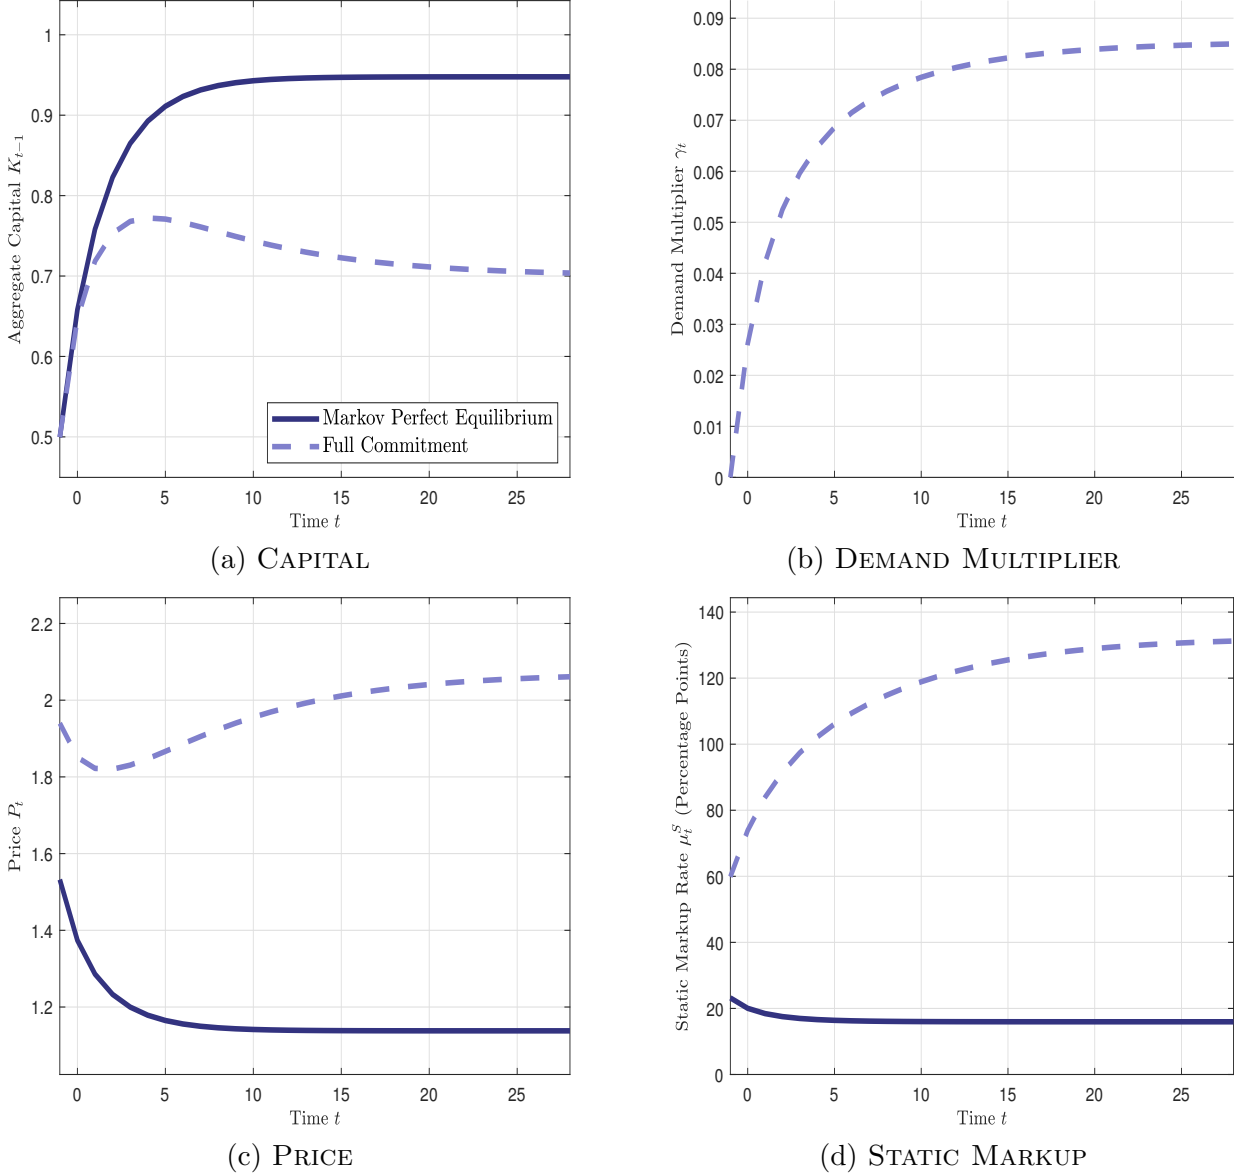 1
0.9
0.8
0.7
0.6
0.5
Aggregate Capital K_{t−1}
0 5 10 15 20 25
Time t
Markov Perfect Equilibrium
Full Commitment
(a) CAPITAL
0.09
0.08
0.07
0.06
0.05
0.04
0.03
0.02
0.01
0
Demand Multiplier γ_t
0 5 10 15 20 25
Time t
(b) DEMAND MULTIPLIER
2.2
2
1.8
1.6
1.4
1.2
Price P_t
0 5 10 15 20 25
Time t
(c) PRICE
140
120
100
80
60
40
20
0
Static Markup Rate μ_t^S (Percentage Points)
0 5 10 15 20 25
Time t
(d) STATIC MARKUP